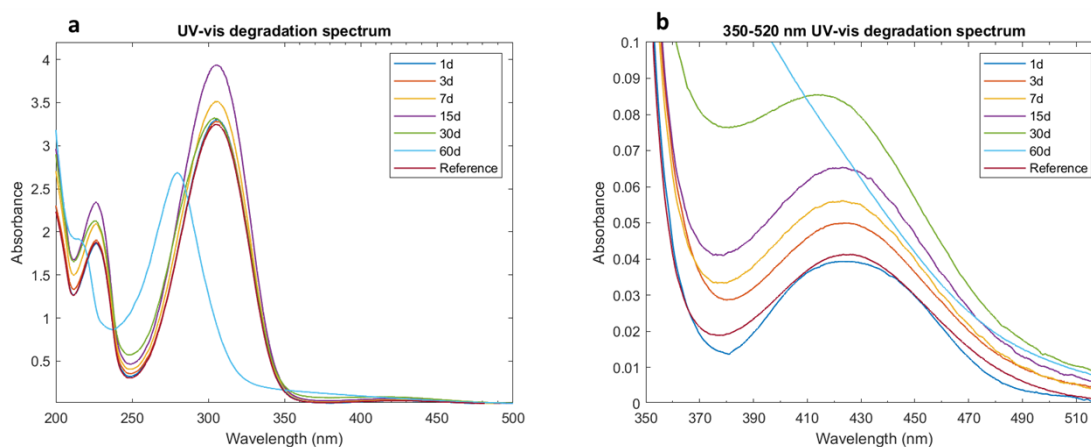 a
UV-vis degradation spectrum
4
3.5
3
2.5
2
1.5
1
0.5
200 250 300 350 400 450 500
Absorbance
Wavelength (nm)
1d
3d
7d
15d
30d
60d
Reference
b
350-520 nm UV-vis degradation spectrum
0.1
0.09
0.08
0.07
0.06
0.05
0.04
0.03
0.02
0.01
0
350 370 390 410 430 450 470 490 510
Absorbance
Wavelength (nm)
1d
3d
7d
15d
30d
60d
Reference